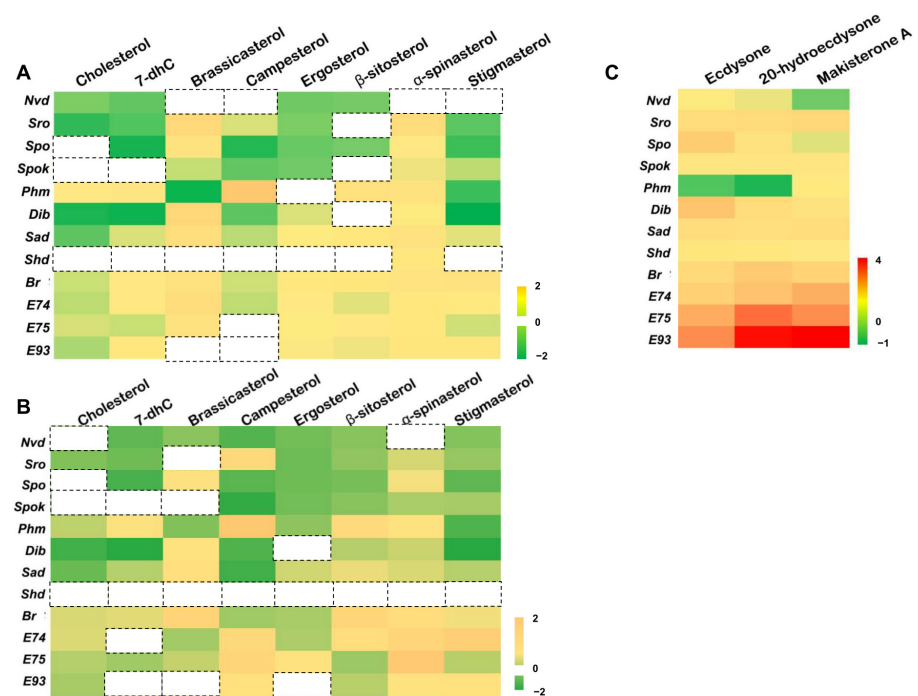 A
Cholesterol
7-dhC
Brassicasterol
Campesterol
Ergosterol
β-sitosterol
α-spinasterol
Stigmasterol
Nvd
Sro
Spo
Spok
Phm
Dib
Sad
Shd
Br
E74
E75
E93
2
0
−2
B
Cholesterol
7-dhC
Brassicasterol
Campesterol
Ergosterol
β-sitosterol
α-spinasterol
Stigmasterol
Nvd
Sro
Spo
Spok
Phm
Dib
Sad
Shd
Br
E74
E75
E93
2
0
−2
C
Ecdysone
20-hydroecdysone
Makisterone A
Nvd
Sro
Spo
Spok
Phm
Dib
Sad
Shd
Br
E74
E75
E93
4
0
−1